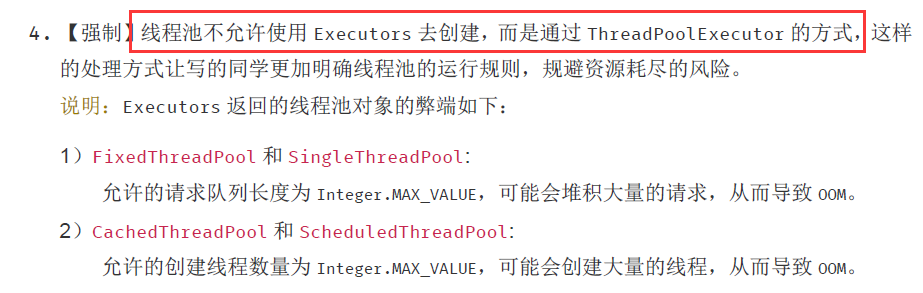 4. 【强制】线程池不允许使用 Executors 去创建，而是通过 ThreadPoolExecutor 的方式，这样
的处理方式让写的同学更加明确线程池的运行规则，规避资源耗尽的风险。
说明：Executors 返回的线程池对象的弊端如下：
1）FixedThreadPool 和 SingleThreadPool:
允许的请求队列长度为 Integer.MAX_VALUE，可能会堆积大量的请求，从而导致 OOM。
2）CachedThreadPool 和 ScheduledThreadPool:
允许的创建线程数量为 Integer.MAX_VALUE，可能会创建大量的线程，从而导致 OOM。